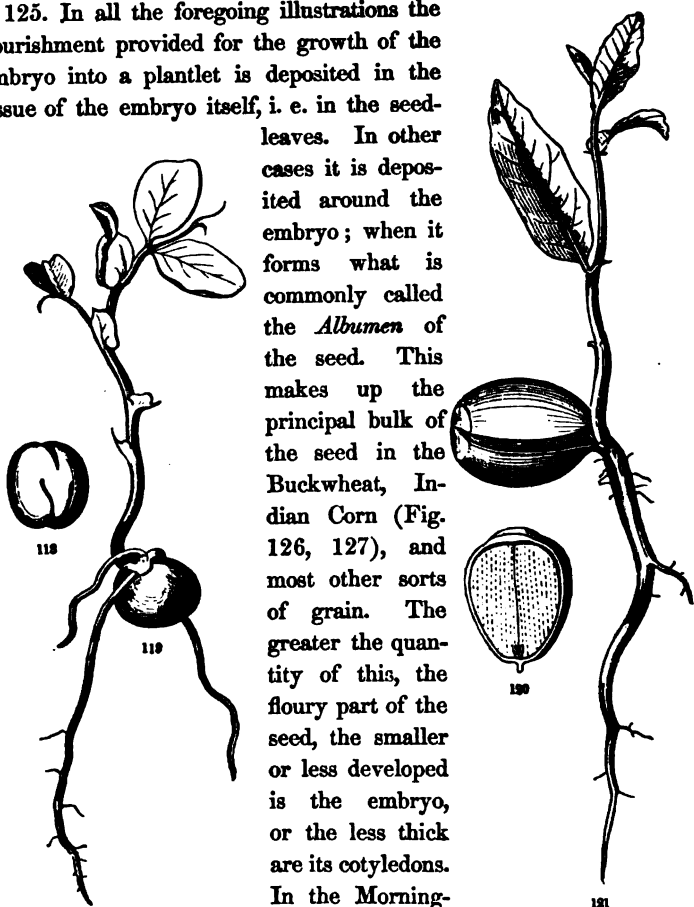 125. In all the foregoing illustrations the
ourishment provided for the growth of the
mbryo into a plantlet is deposited in the
ssue of the embryo itself, i. e. in the seed-
leaves. In other
cases it is depos-
ited around the
embryo; when it
forms what is
commonly called
the Albumen of
the seed. This
makes up the
principal bulk of
the seed in the
Buckwheat, In-
dian Corn (Fig.
126, 127), and
most other sorts
of grain. The
greater the quan-
tity of this, the
floury part of the
seed, the smaller
or less developed
is the embryo,
or the less thick
are its cotyledons.
In the Morning-
118
119
120
121